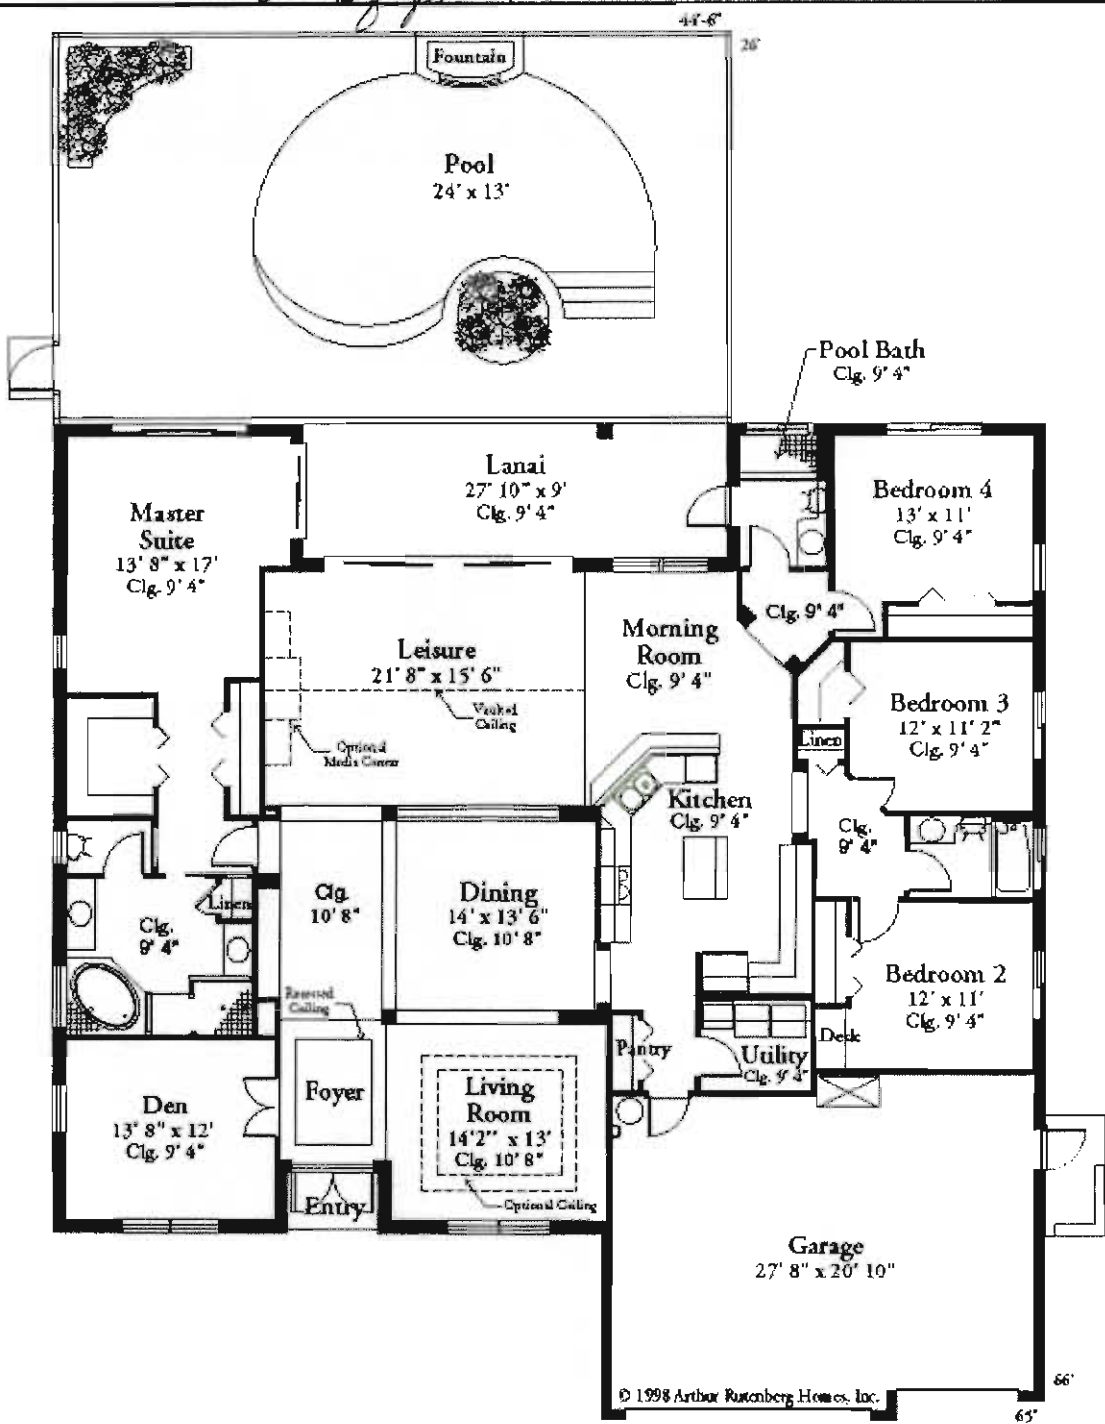 44'-8"
26'
Fountain
Pool
24' x 13'
Pool Bath
Clg. 9' 4"
Lanai
27' 10" x 9'
Clg. 9' 4"
Master
Suite
13' 8" x 17'
Clg. 9' 4"
Bedroom 4
13' x 11'
Clg. 9' 4"
Clg. 9' 4"
Leisure
21' 8" x 15' 6"
Vaulted
Ceiling
Optional
Media Center
Morning
Room
Clg. 9' 4"
Bedroom 3
12' x 11' 2"
Clg. 9' 4"
Linen
Kitchen
Clg. 9' 4"
Clg.
9' 4"
Clg.
10' 8"
Dining
14' x 13' 6"
Clg. 10' 8"
Linen
Clg.
9' 4"
Bedroom 2
12' x 11'
Clg. 9' 4"
Desk
Recessed
Ceiling
Pantry
Utility
Clg. 9' 4"
Foyer
Living
Room
14'2" x 13'
Clg. 10' 8"
Optional Ceiling
Den
13' 8" x 12'
Clg. 9' 4"
Entry
Garage
27' 8" x 20' 10"
© 1998 Arthur Rutenberg Homes, Inc.
66'
65'